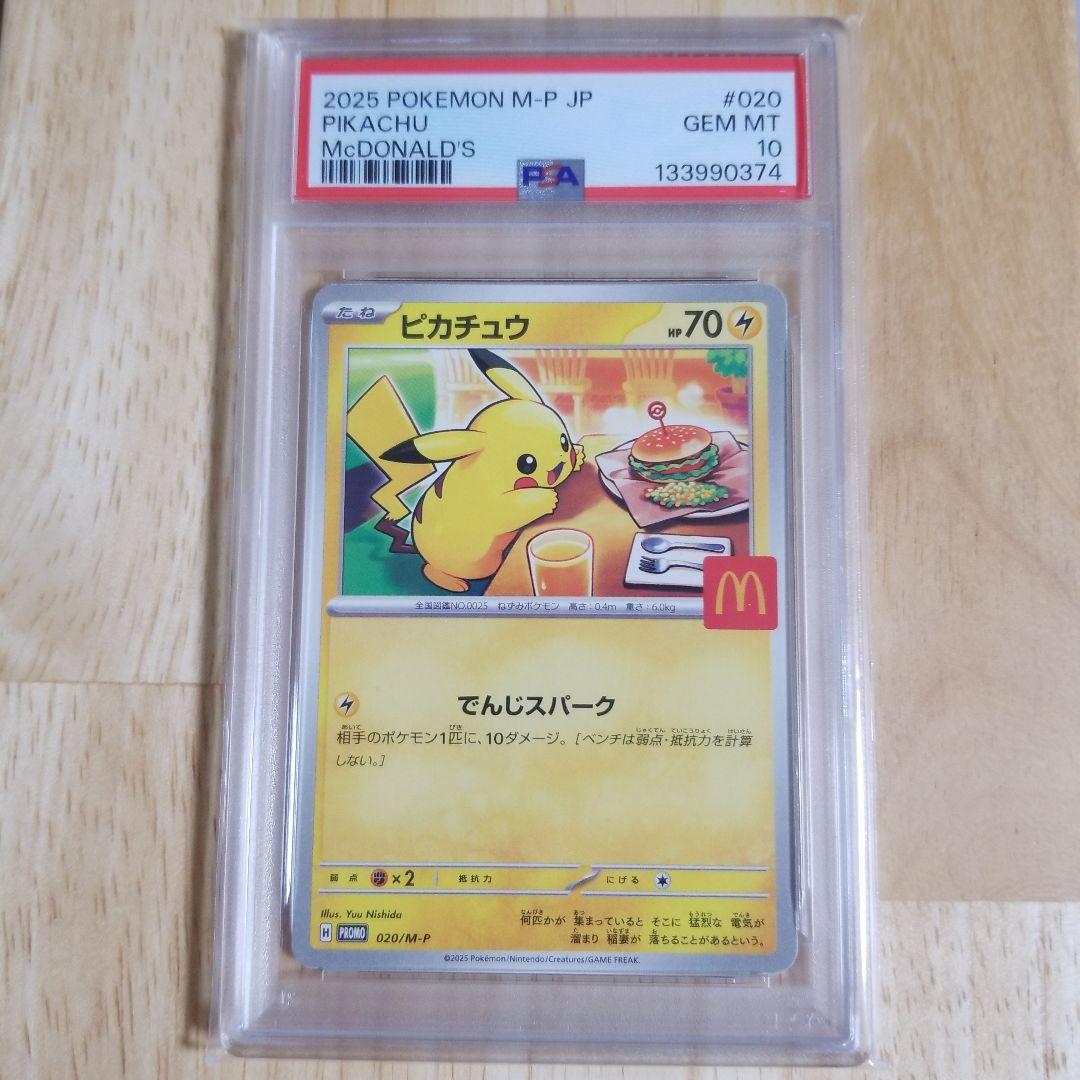 2025 POKEMON M-P JP #020
PIKACHU GEM MT
McDONALD'S 10
PSA 133990374
たね ピカチュウ HP 70
全国図鑑NO.0025 ねずみポケモン 高さ:0.4m 重さ:6.0kg
M
でんじスパーク
相手のポケモン1匹に、10ダメージ。[ベンチは弱点・抵抗力を計算
しない。]
弱点 ×2 抵抗力 にげる
Illus. Yuu Nishida
何匹かが 集まっていると そこに 猛烈な 電気が
溜まり 稲妻が 落ちることがあるという。
H PROMO 020/M-P
©2025 Pokémon/Nintendo/Creatures/GAME FREAK.